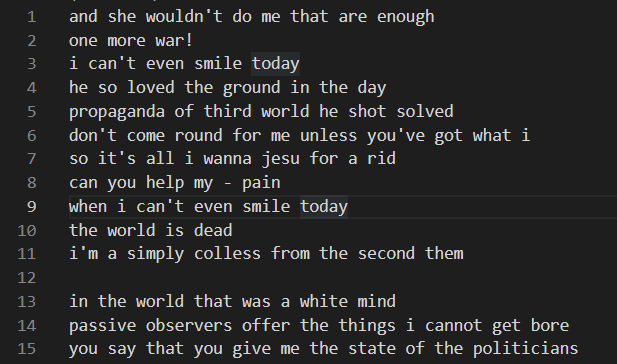 1 and she wouldn't do me that are enough
2 one more war!
3 i can't even smile today
4 he so loved the ground in the day
5 propaganda of third world he shot solved
6 don't come round for me unless you've got what i
7 so it's all i wanna jesu for a rid
8 can you help my - pain
9 when i can't even smile today
10 the world is dead
11 i'm a simply colless from the second them
12
13 in the world that was a white mind
14 passive observers offer the things i cannot get bore
15 you say that you give me the state of the politicians